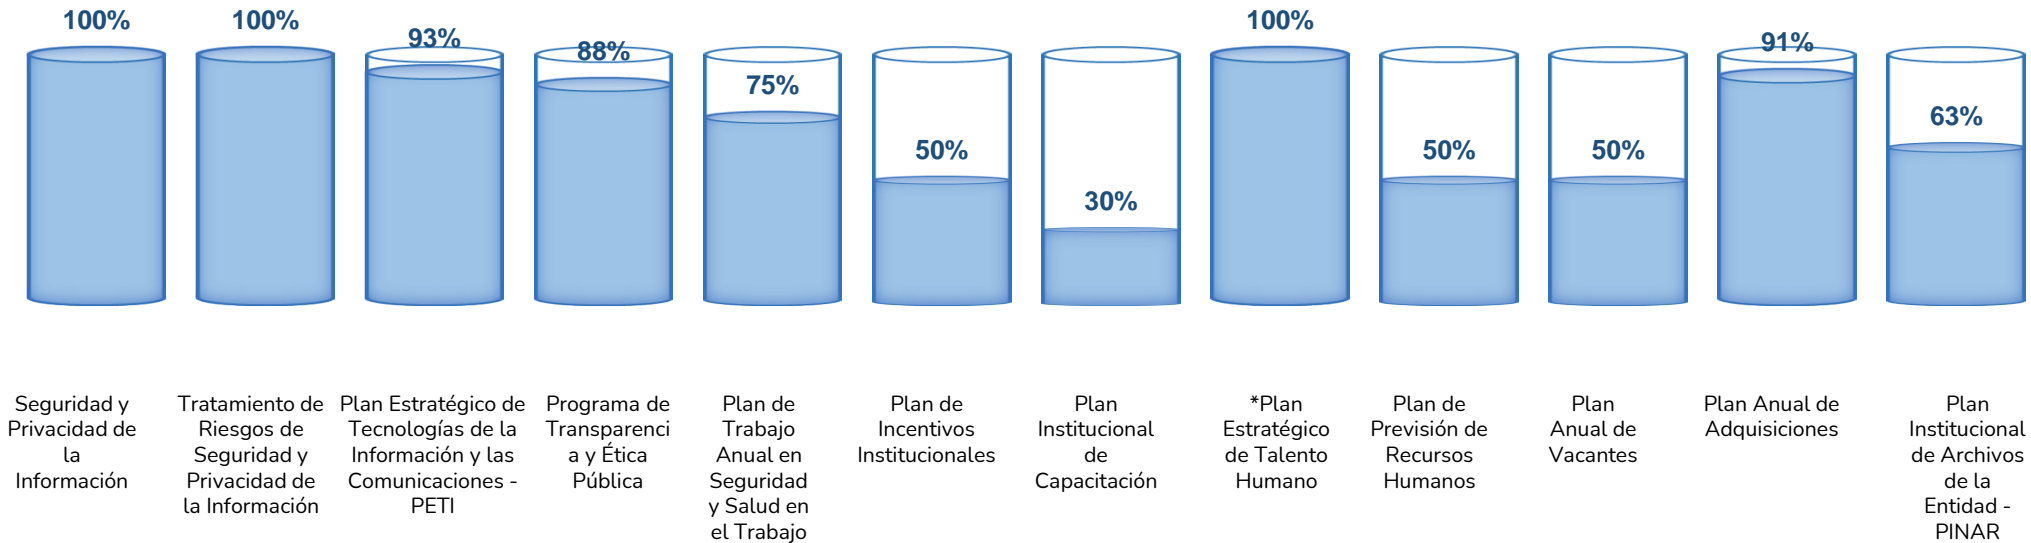 100%
100%
93%
88%
75%
50%
30%
100%
50%
50%
91%
63%
Seguridad y
Privacidad de
la
Información
Tratamiento de
Riesgos de
Seguridad y
Privacidad de
la Información
Plan Estratégico de
Tecnologías de la
Información y las
Comunicaciones -
PETI
Programa de
Transparenci
a y Ética
Pública
Plan de
Trabajo
Anual en
Seguridad
y Salud en
el Trabajo
Plan de
Incentivos
Institucionales
Plan
Institucional
de
Capacitación
*Plan
Estratégico
de Talento
Humano
Plan de
Previsión de
Recursos
Humanos
Plan
Anual de
Vacantes
Plan Anual de
Adquisiciones
Plan
Institucional
de Archivos
de la
Entidad -
PINAR